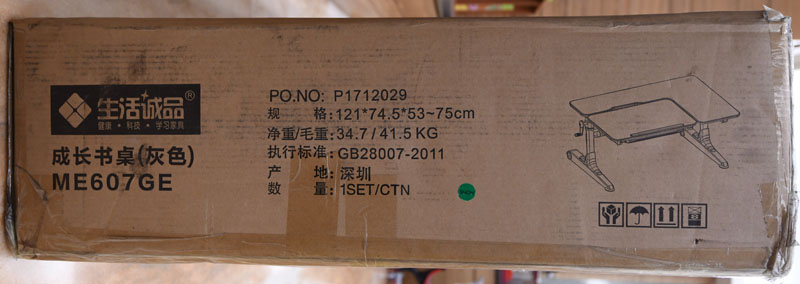 生活诚品®
健康·科技·学习家具
成长书桌(灰色)
ME607GE
PO.NO: P1712029
规 格:121*74.5*53~75cm
净重/毛重:34.7/41.5KG
执行标准:GB28007-2011
产 地:深圳
数 量:1SET/CTN